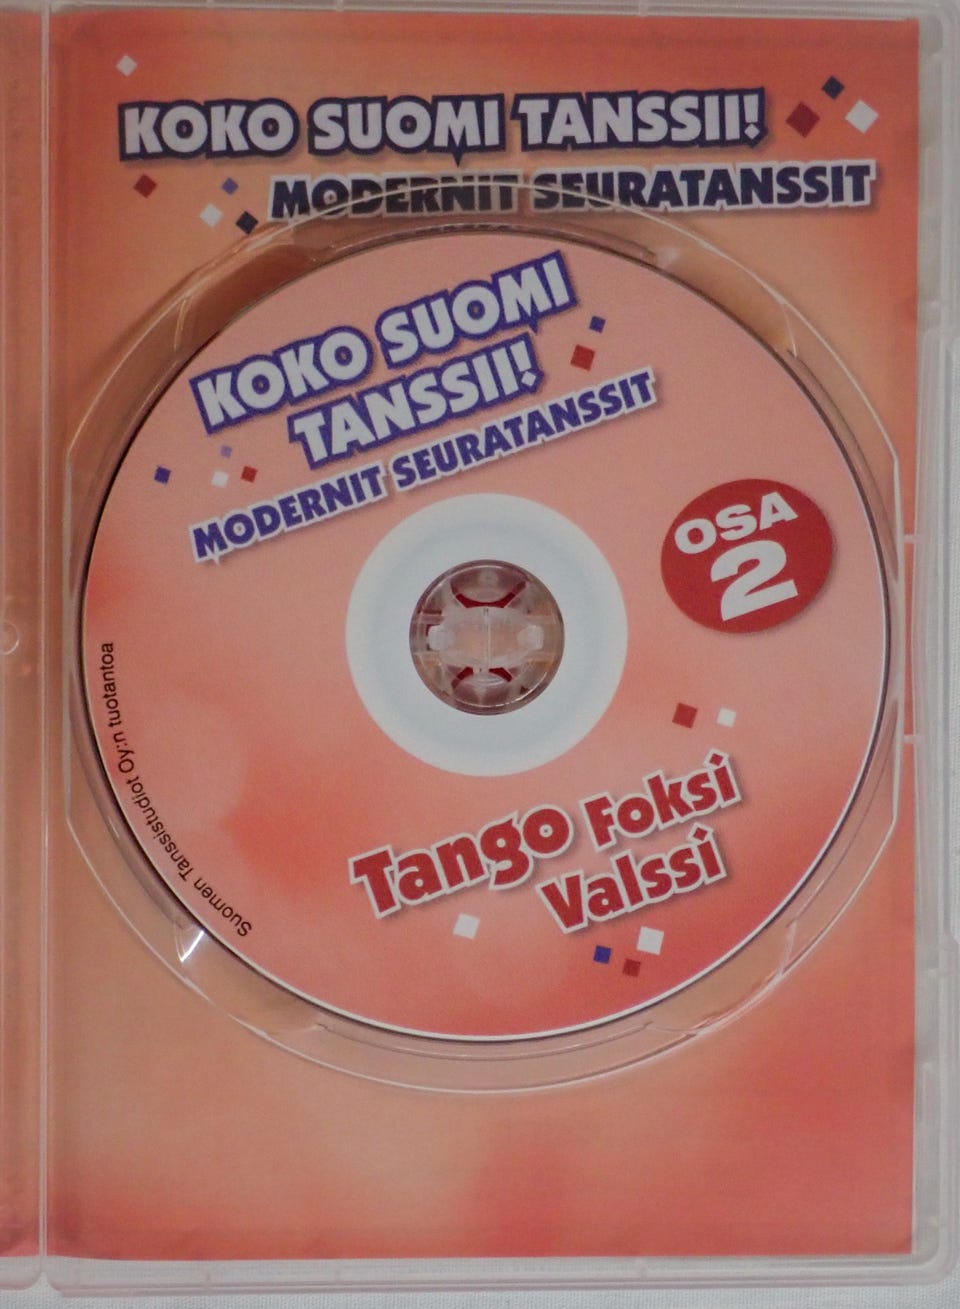 KOKO SUOMI TANSSII!
MODERNIT SEURATANSSIT
KOKO SUOMI
TANSSII!
MODERNIT SEURATANSSIT
OSA
2
Tango Foksi
Valssi
Suomen Tanssistudiot Oy:n tuotantoa